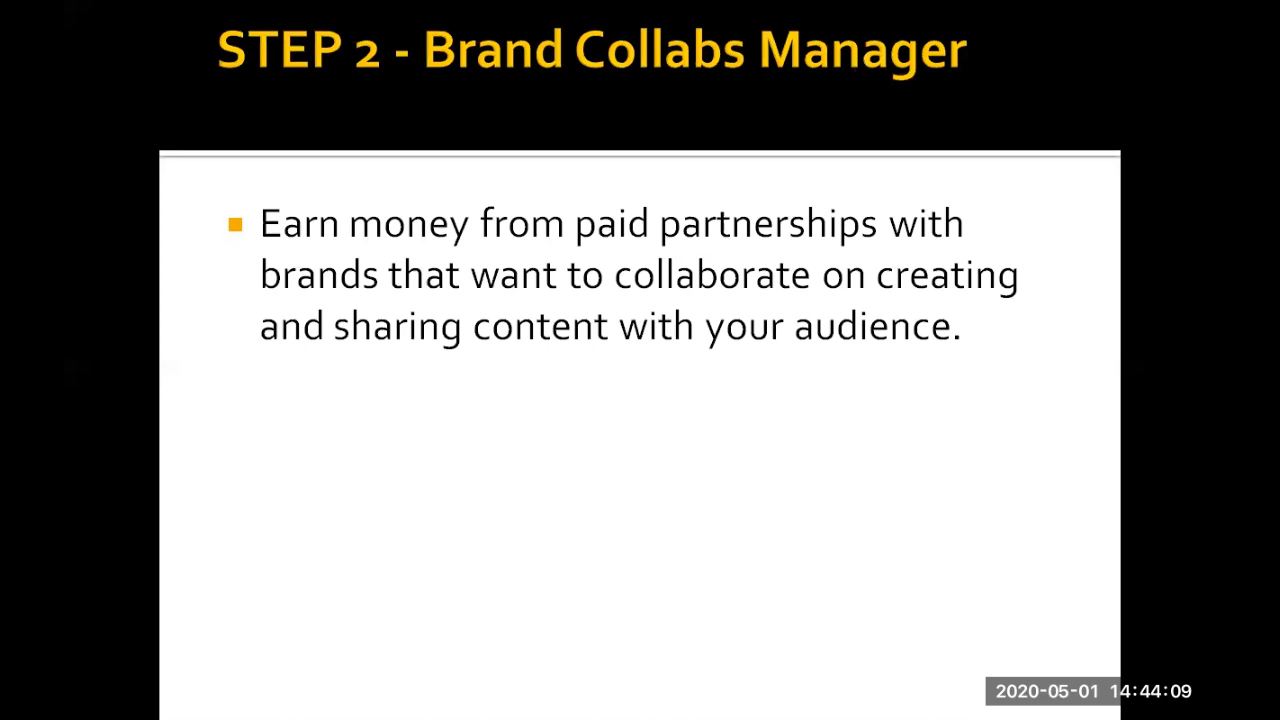 STEP 2 - Brand Collabs Manager
Earn money from paid partnerships with
brands that want to collaborate on creating
and sharing content with your audience.
2020-05-01 14:44:09